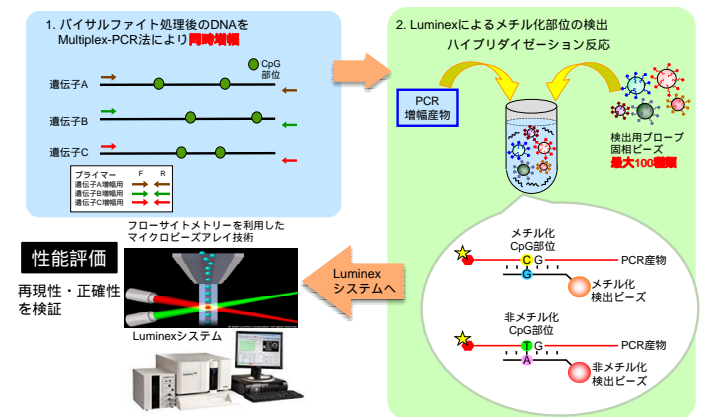 1. バイサルファイト処理後のDNAを
Multiplex-PCR法により同時増幅
CpG
部位
遺伝子A
遺伝子B
遺伝子C
プライマー F R
遺伝子A増幅用
遺伝子B増幅用
遺伝子C増幅用
2. Luminexによるメチル化部位の検出
ハイブリダイゼーション反応
PCR
増幅産物
検出用プローブ
固相ビーズ
最大100種類
メチル化
CpG部位
C G
PCR産物
G
メチル化
検出ビーズ
非メチル化
CpG部位
T G
PCR産物
A
非メチル化
検出ビーズ
Luminex
システムへ
フローサイトメトリーを利用した
マイクロビーズアレイ技術
Luminexシステム
性能評価
再現性・正確性
を検証